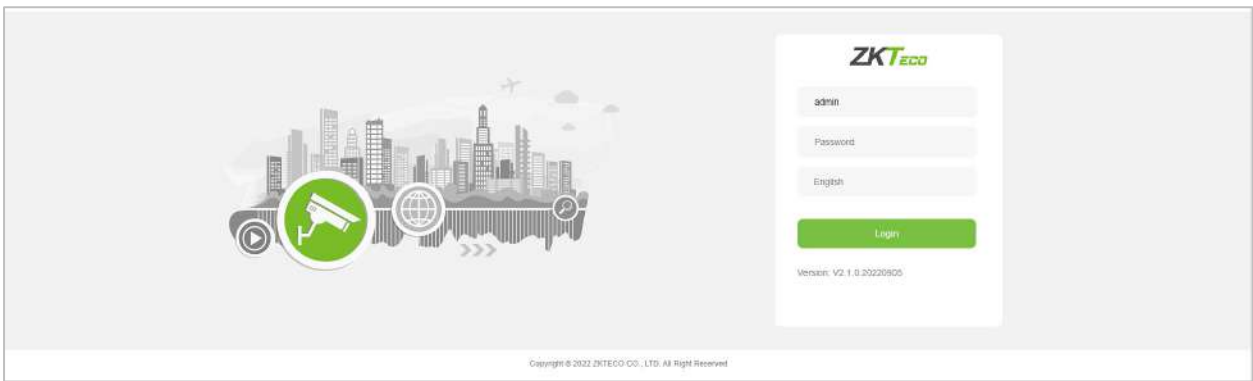 ZKTECO
admin
Password
English
Login
Version: V2.1.0.20220905
Copyright © 2022 ZKTECO CO., LTD. All Right Reserved